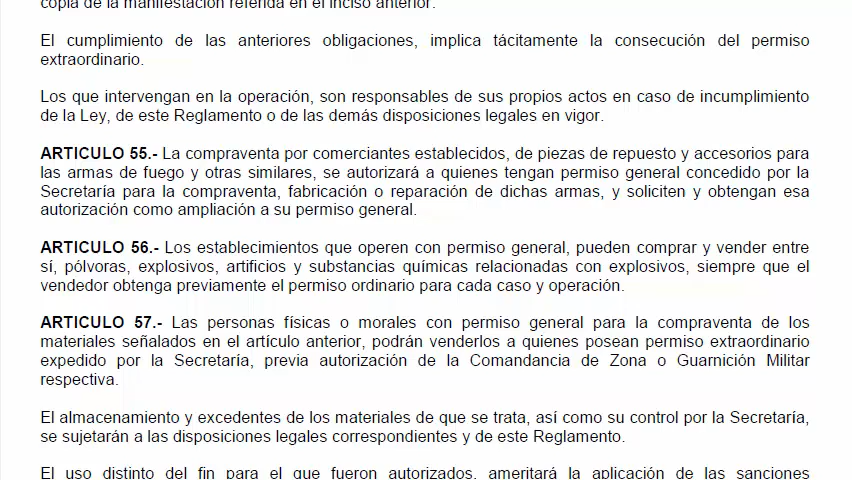 copia de la manifestación referida en el inciso anterior.
El cumplimiento de las anteriores obligaciones, implica tácitamente la consecución del permiso
extraordinario.
Los que intervengan en la operación, son responsables de sus propios actos en caso de incumplimiento
de la Ley, de este Reglamento o de las demás disposiciones legales en vigor.
ARTICULO 55.- La compraventa por comerciantes establecidos, de piezas de repuesto y accesorios para
las armas de fuego y otras similares, se autorizará a quienes tengan permiso general concedido por la
Secretaría para la compraventa, fabricación o reparación de dichas armas, y soliciten y obtengan esa
autorización como ampliación a su permiso general.
ARTICULO 56.- Los establecimientos que operen con permiso general, pueden comprar y vender entre
sí, pólvoras, explosivos, artificios y substancias químicas relacionadas con explosivos, siempre que el
vendedor obtenga previamente el permiso ordinario para cada caso y operación.
ARTICULO 57.- Las personas físicas o morales con permiso general para la compraventa de los
materiales señalados en el artículo anterior, podrán venderlos a quienes posean permiso extraordinario
expedido por la Secretaría, previa autorización de la Comandancia de Zona o Guarnición Militar
respectiva.
El almacenamiento y excedentes de los materiales de que se trata, así como su control por la Secretaría,
se sujetarán a las disposiciones legales correspondientes y de este Reglamento.
El uso distinto del fin para el que fueron autorizados, ameritará la aplicación de las sanciones